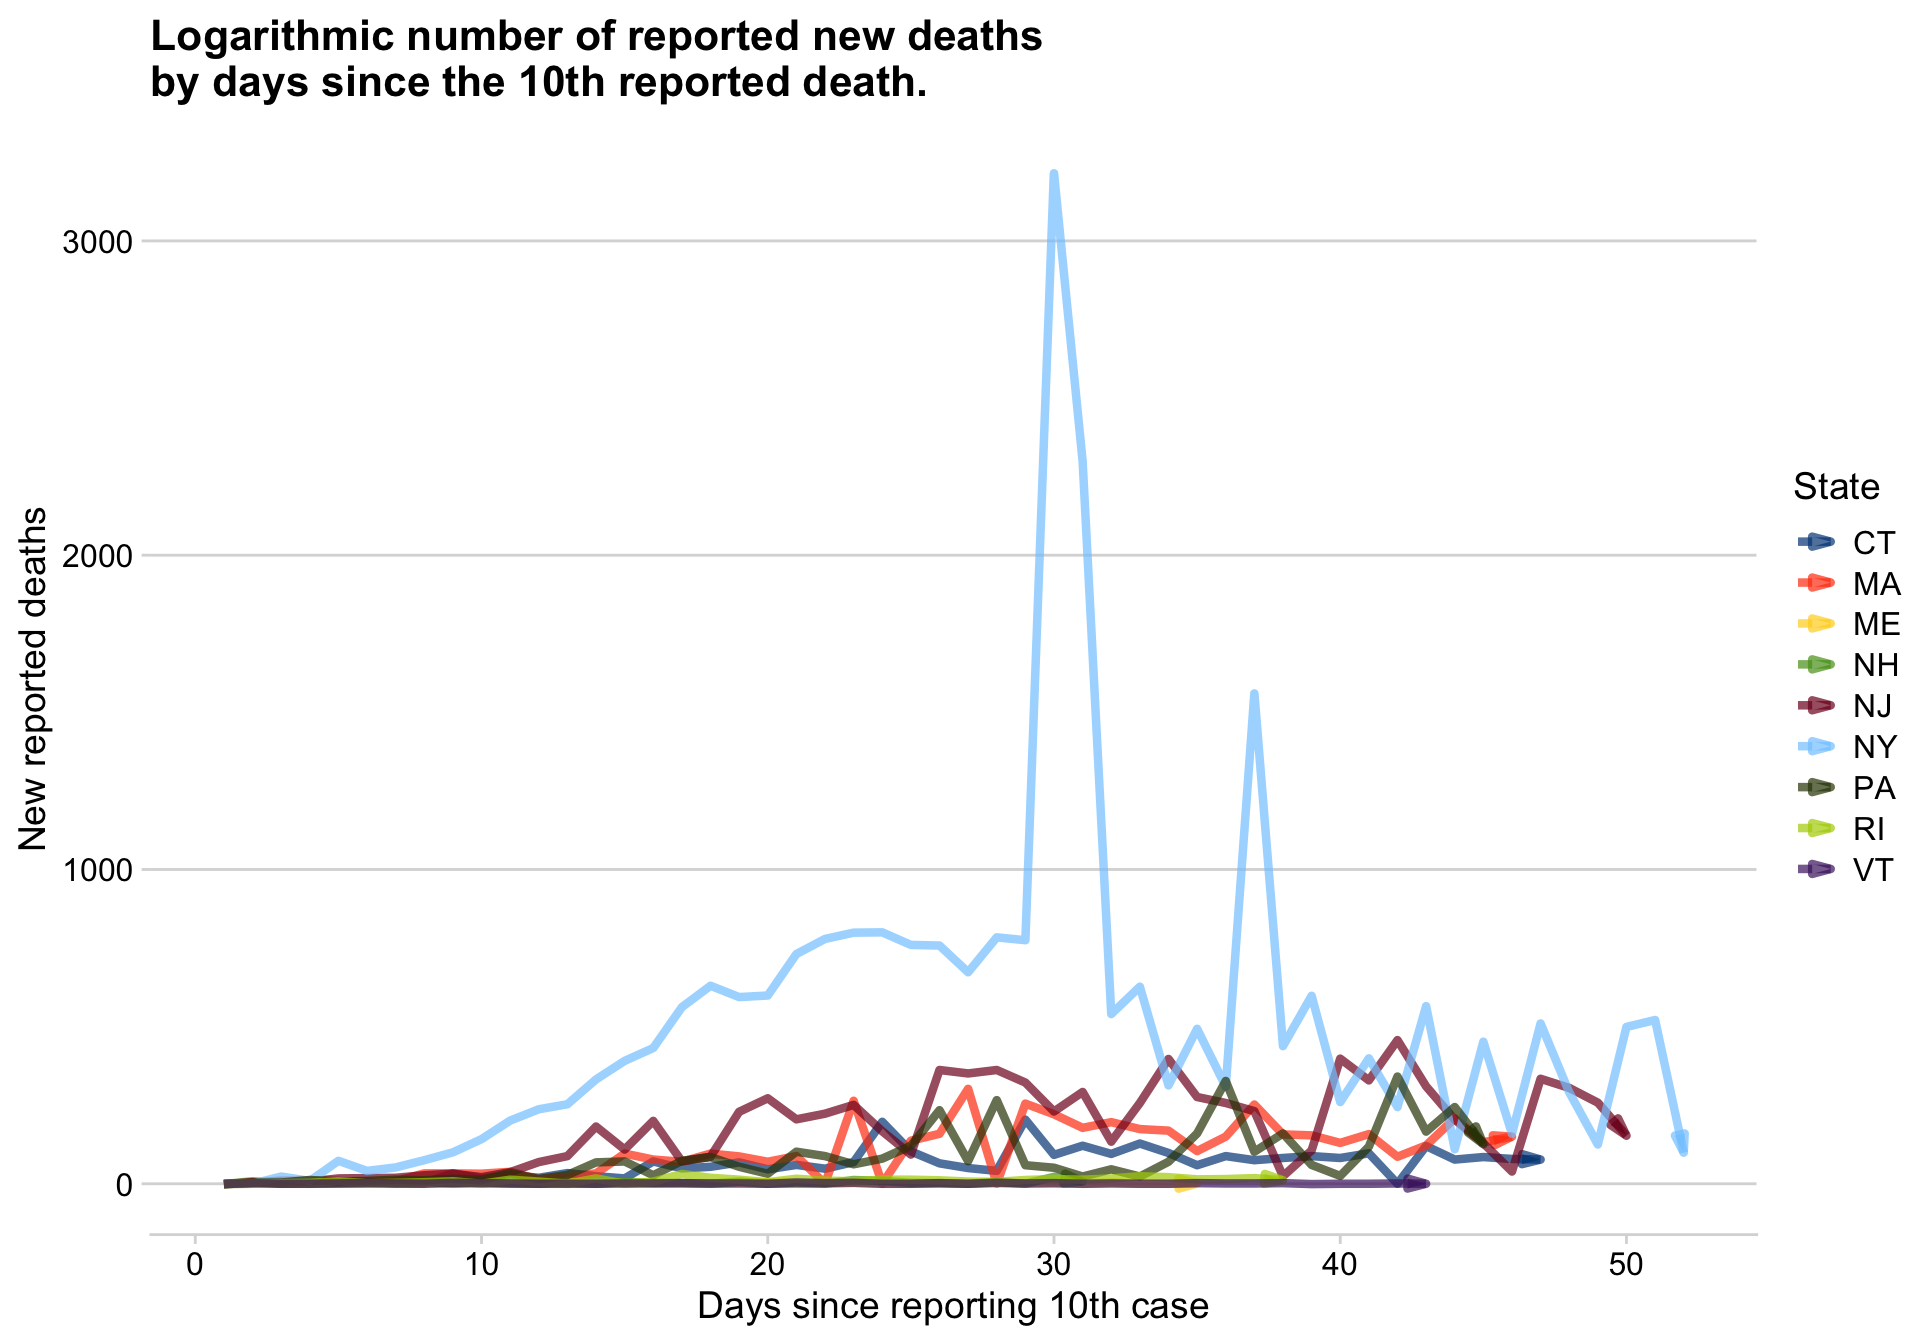 Logarithmic number of reported new deaths
by days since the 10th reported death.
New reported deaths
3000
2000
1000
0
0 10 20 30 40 50
Days since reporting 10th case
State
CT
MA
ME
NH
NJ
NY
PA
RI
VT